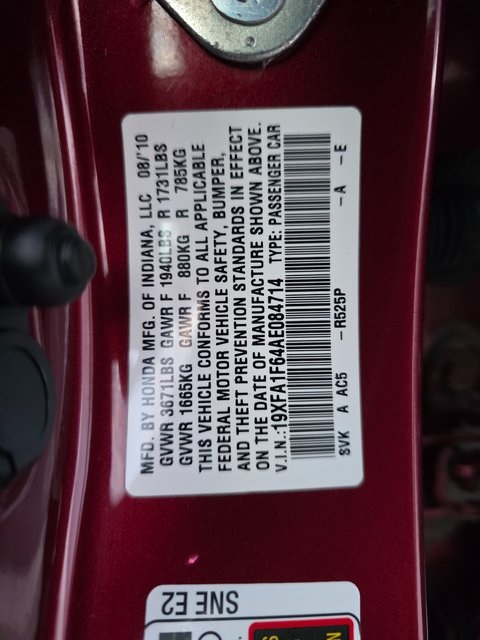 MFD. BY HONDA MFG. OF INDIANA, LLC 08/'10
GVWR 3671LBS GAWR F 1940LBS R 1731LBS
GVWR 1665KG GAWR F 880KG R 785KG
THIS VEHICLE CONFORMS TO ALL APPLICABLE
FEDERAL MOTOR VEHICLE SAFETY, BUMPER,
AND THEFT PREVENTION STANDARDS IN EFFECT
ON THE DATE OF MANUFACTURE SHOWN ABOVE.
V.I.N.:19XFA1F64AE084714 TYPE: PASSENGER CAR
SVK A AC5 -R525P -A -E
SNE E2